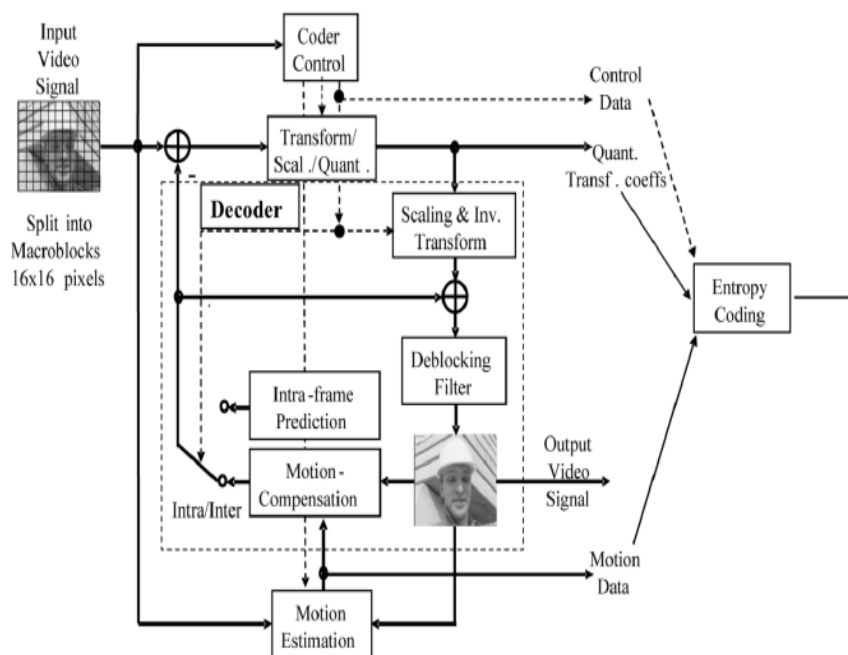 Input
Video
Signal
Coder
Control
Control
Data
Transform/
Scal./Quant.
Quant.
Transf. coeffs
-
Decoder
Split into
Macroblocks
16x16 pixels
Scaling & Inv.
Transform
Entropy
Coding
Deblocking
Filter
Intra-frame
Prediction
Output
Video
Signal
Motion-
Compensation
Intra/Inter
Motion
Data
Motion
Estimation